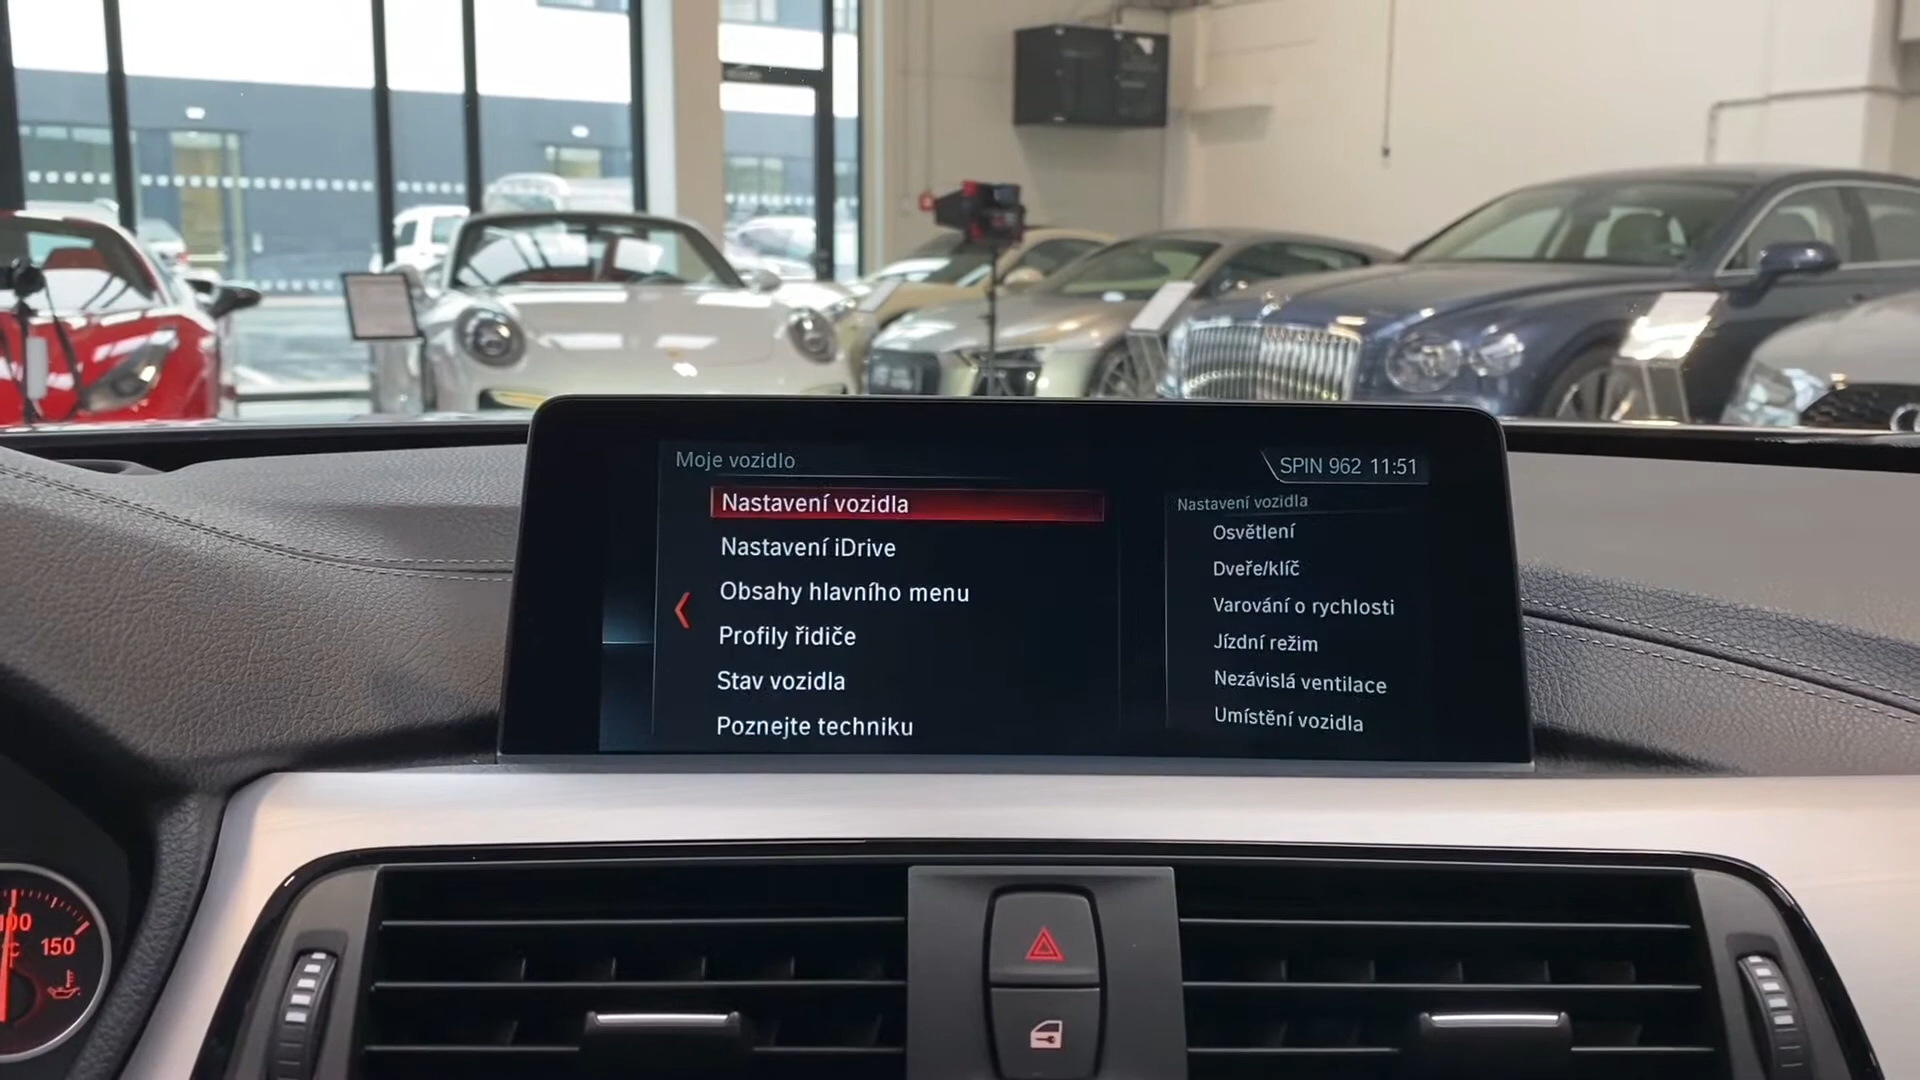 Moje vozidlo
SPIN 962 11:51
Nastavení vozidla
Nastavení iDrive
Obsahy hlavního menu
Profily řidiče
Stav vozidla
Poznejte techniku
Nastavení vozidla
Osvětlení
Dveře/klíč
Varování o rychlosti
Jízdní režim
Nezávislá ventilace
Umístění vozidla
100
150
°C